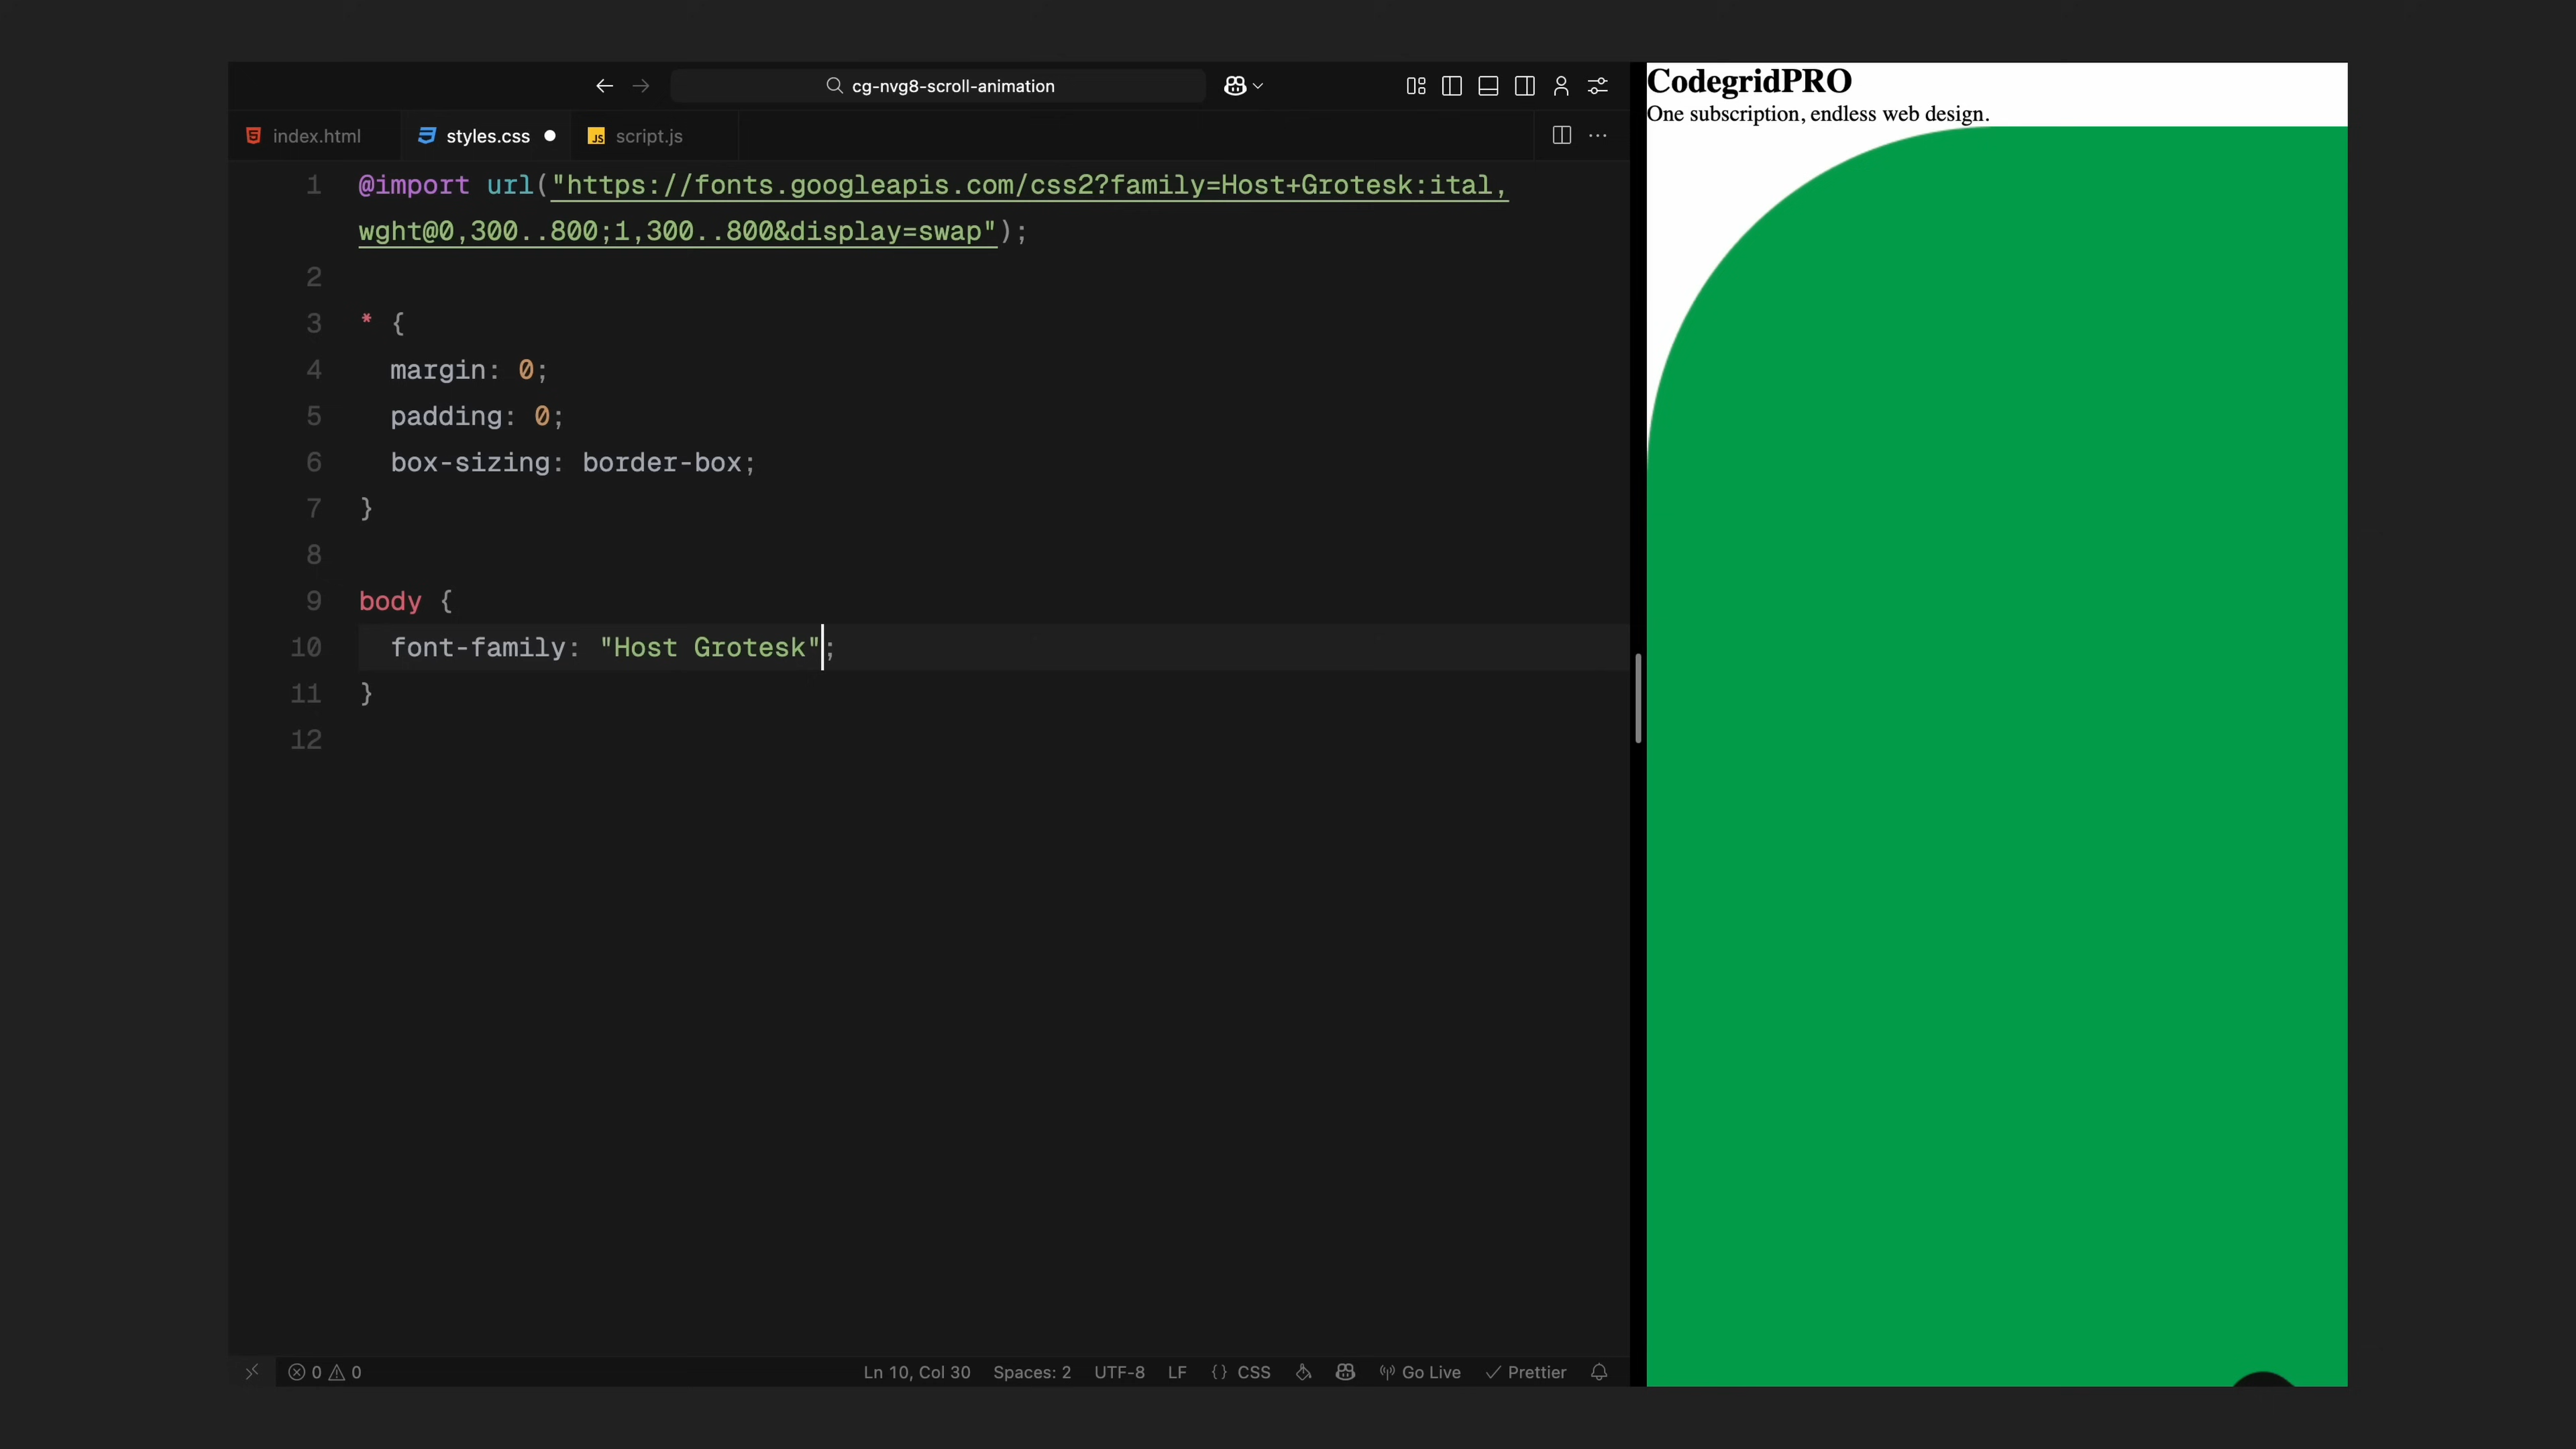 cg-nvg8-scroll-animation
index.html
styles.css
script.js
1 @import url("https://fonts.googleapis.com/css2?family=Host+Grotesk:ital,
wght@0,300..800;1,300..800&display=swap");
2
3 * {
4 margin: 0;
5 padding: 0;
6 box-sizing: border-box;
7 }
8
9 body {
10 font-family: "Host Grotesk";
11 }
12
0 0
Ln 10, Col 30
Spaces: 2
UTF-8
LF
{} CSS
Go Live
Prettier
CodegridPRO
One subscription, endless web design.